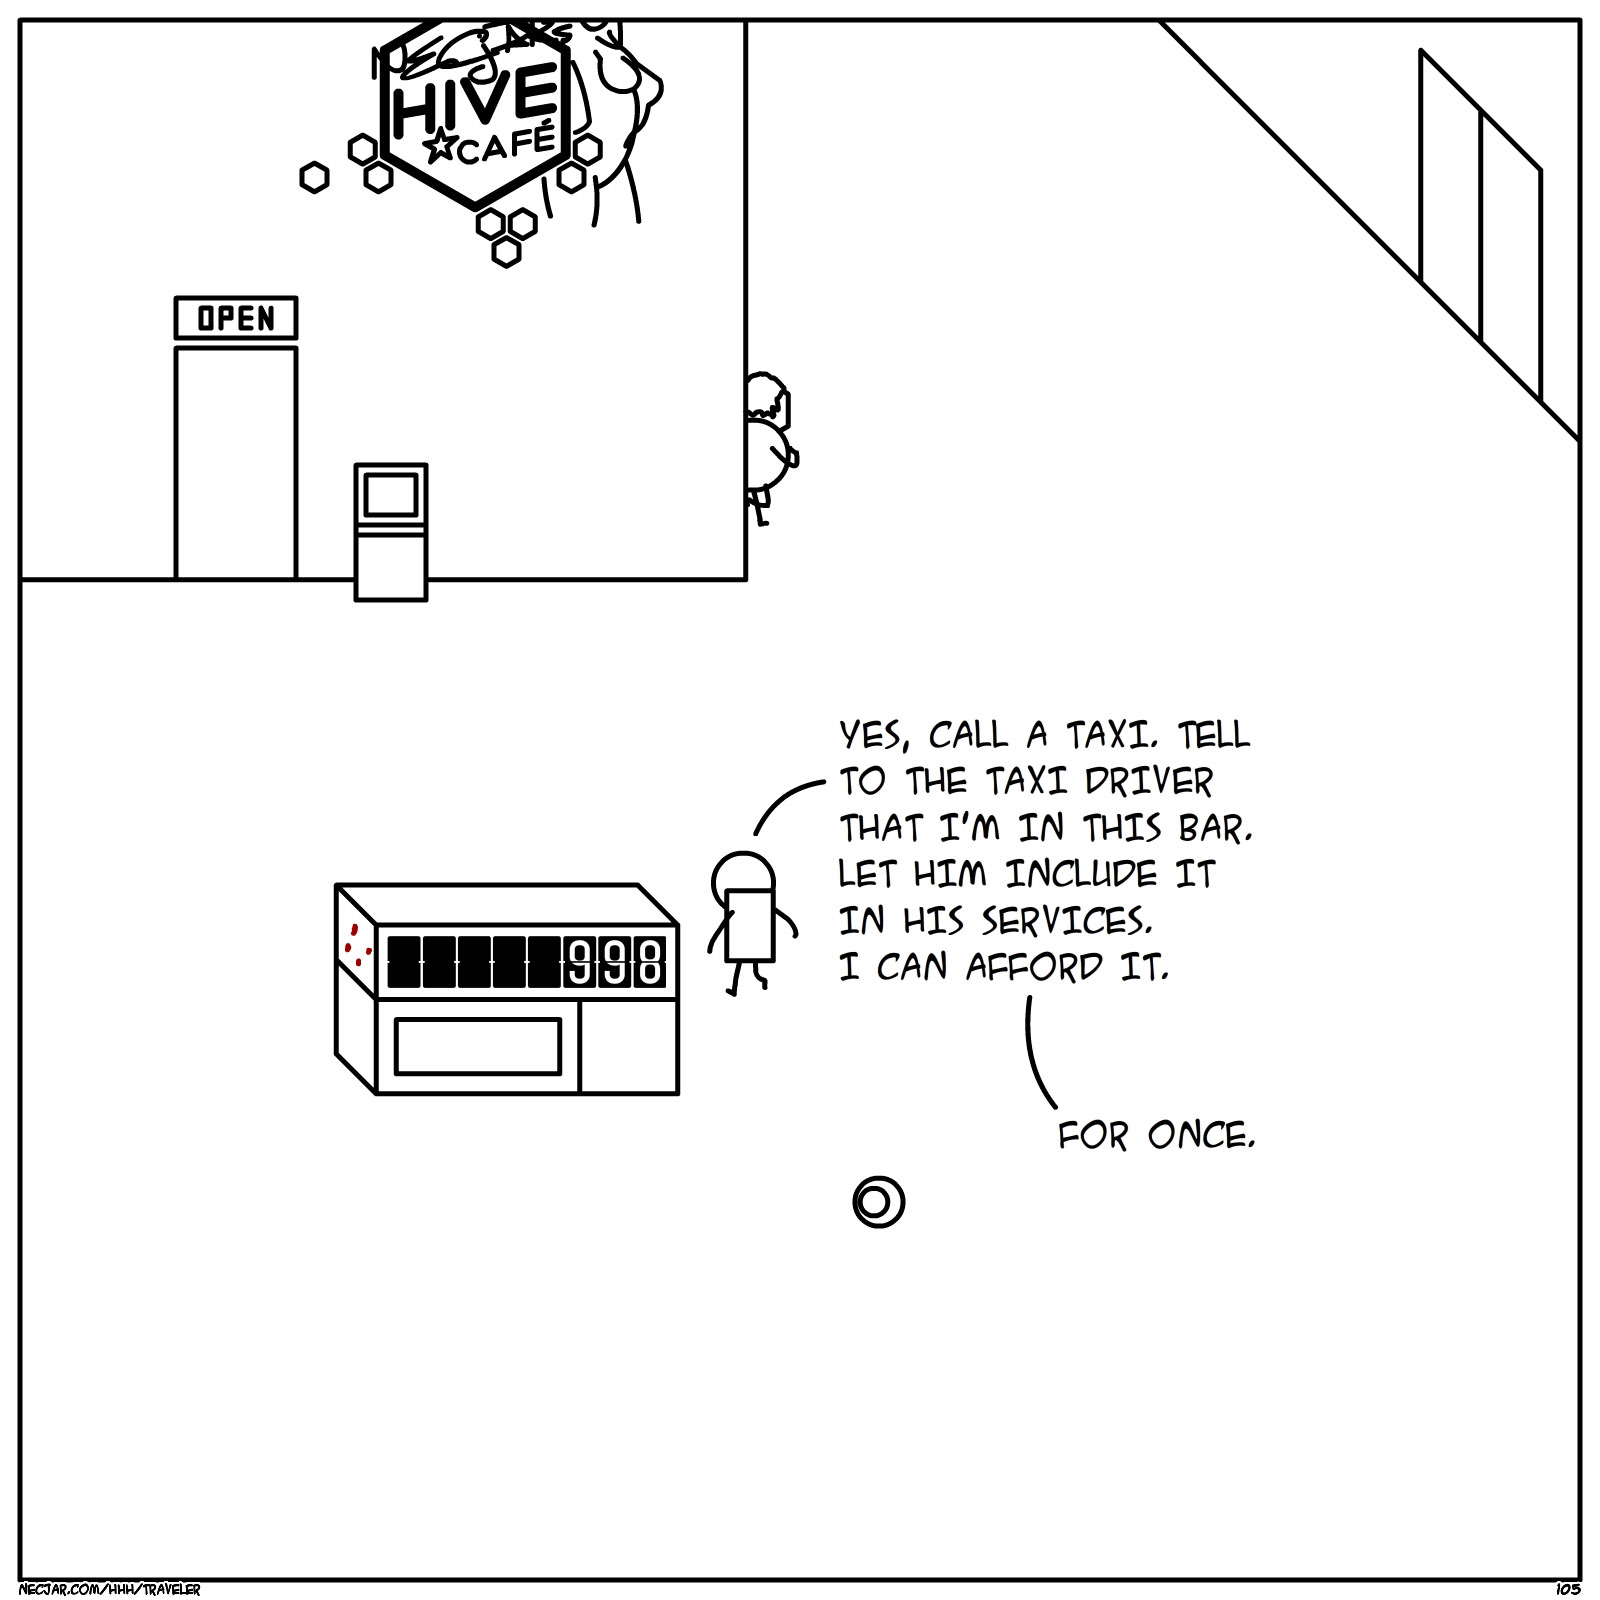 HIVE
CAFÉ
OPEN
YES, CALL A TAXI. TELL
TO THE TAXI DRIVER
THAT I'M IN THIS BAR.
LET HIM INCLUDE IT
IN HIS SERVICES.
I CAN AFFORD IT.
998
FOR ONCE.
NECJAR.COM/HHH/TRAVELER
105